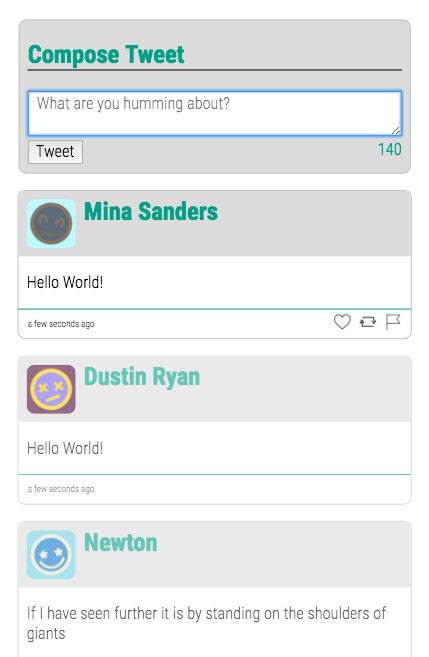 Compose Tweet
What are you humming about?
Tweet
140
Mina Sanders
Hello World!
a few seconds ago
Dustin Ryan
Hello World!
a few seconds ago
Newton
If I have seen further it is by standing on the shoulders of
giants